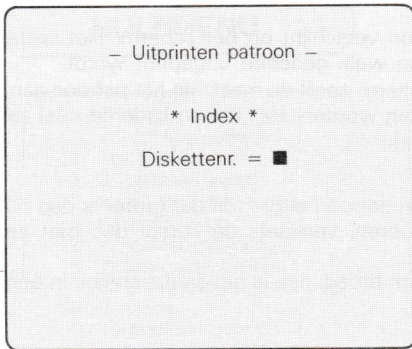 – Uitprinten patroon –
* Index *
Diskettenr. = ■